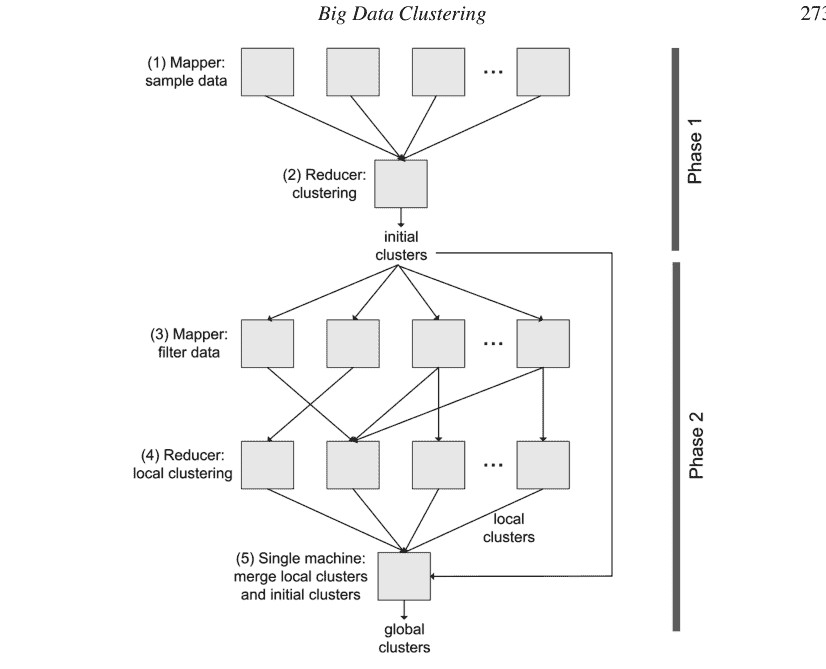 Big Data Clustering
273
(1) Mapper:
sample data
...
Phase 1
(2) Reducer:
clustering
initial
clusters
(3) Mapper:
filter data
...
Phase 2
(4) Reducer:
local clustering
...
local
clusters
(5) Single machine:
merge local clusters
and initial clusters
global
clusters